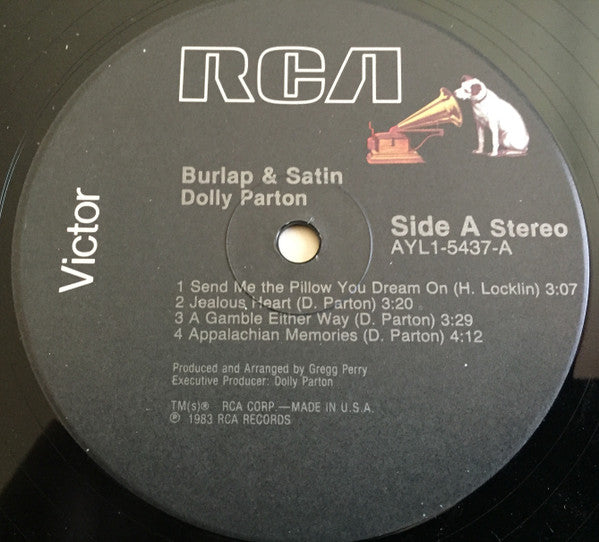 RCA
Victor
Burlap & Satin
Dolly Parton
Side A Stereo
AYL1-5437-A
1 Send Me the Pillow You Dream On (H. Locklin) 3:07
2 Jealous Heart (D. Parton) 3:20
3 A Gamble Either Way (D. Parton) 3:29
4 Appalachian Memories (D. Parton) 4:12
Produced and Arranged by Gregg Perry
Executive Producer: Dolly Parton
TM(s)® RCA CORP.—MADE IN U.S.A.
℗ 1983 RCA RECORDS